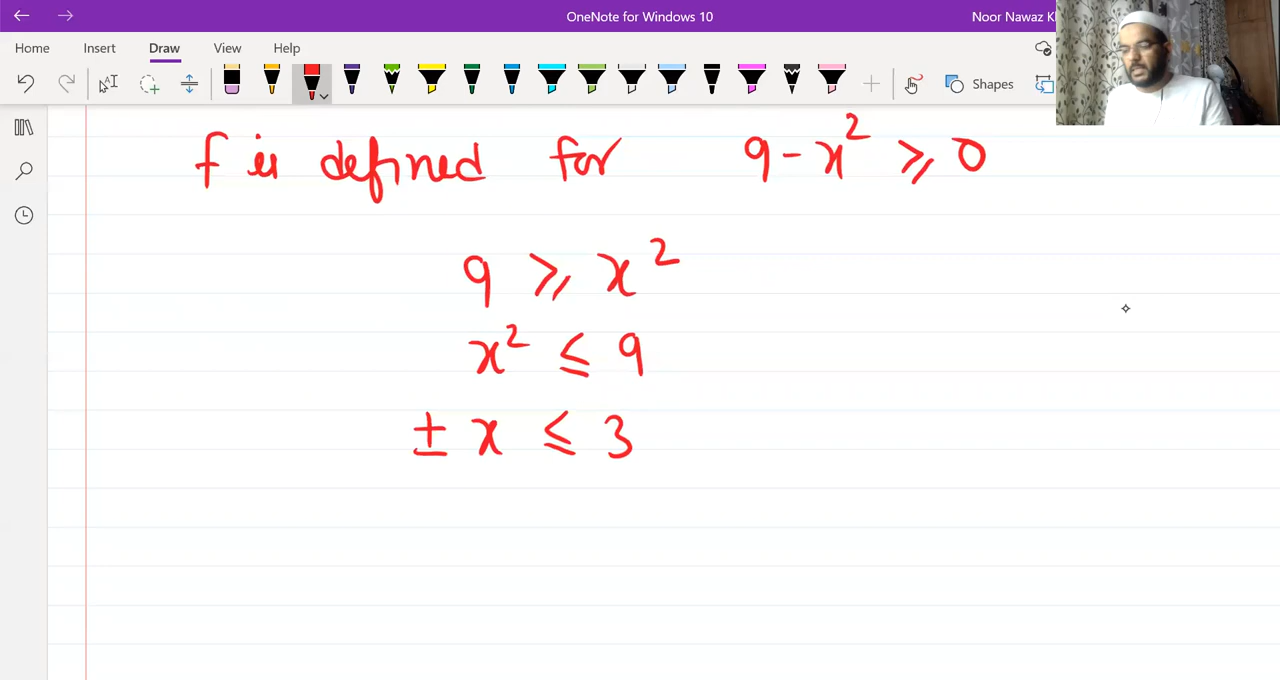 OneNote for Windows 10
Noor Nawaz
Home Insert Draw View Help
Shapes
f is defined for 9 - x² ⩾ 0
9 ⩾ x²
x² ≤ 9
± x ≤ 3